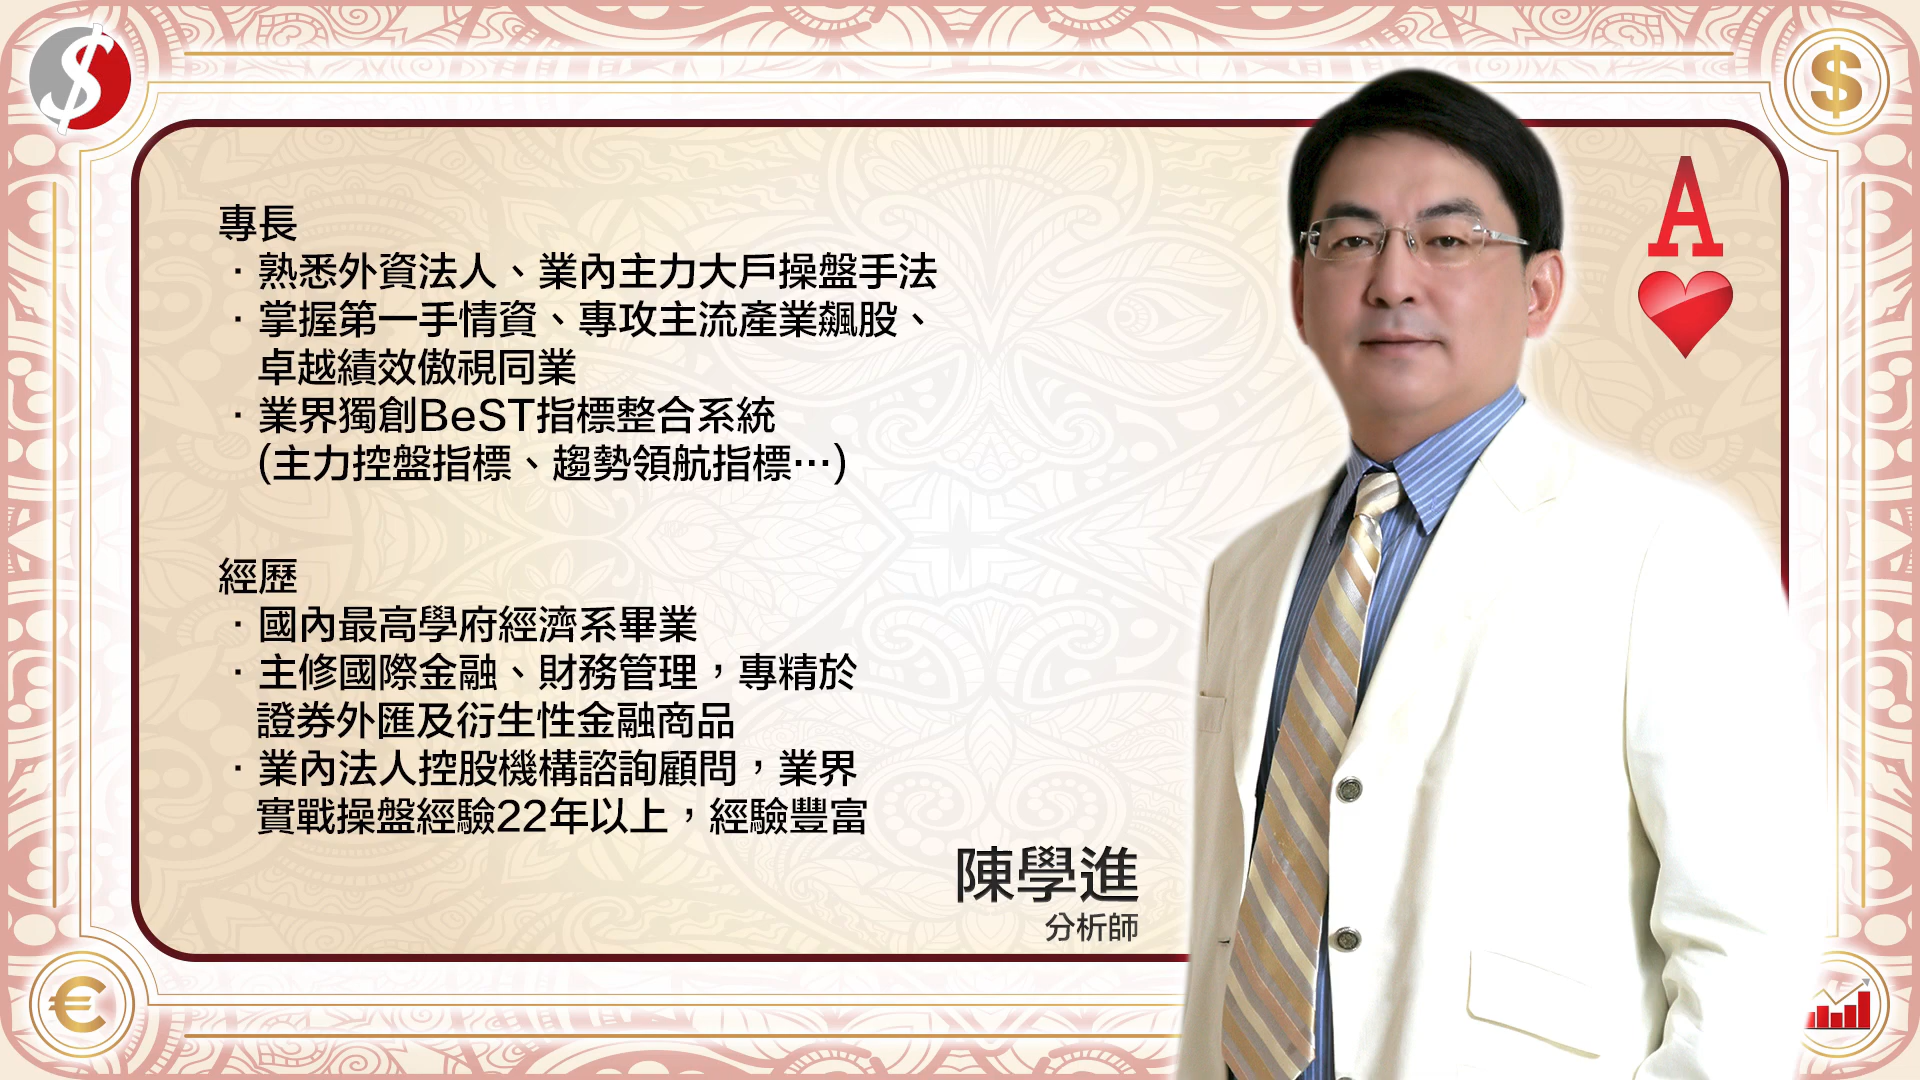 專長
·熟悉外資法人、業內主力大戶操盤手法
·掌握第一手情資、專攻主流產業飆股、
卓越績效傲視同業
·業界獨創BeST指標整合系統
(主力控盤指標、趨勢領航指標…)
經歷
·國內最高學府經濟系畢業
·主修國際金融、財務管理，專精於
證券外匯及衍生性金融商品
·業內法人控股機構諮詢顧問，業界
實戰操盤經驗22年以上，經驗豐富
陳學進
分析師
A
$
$
€